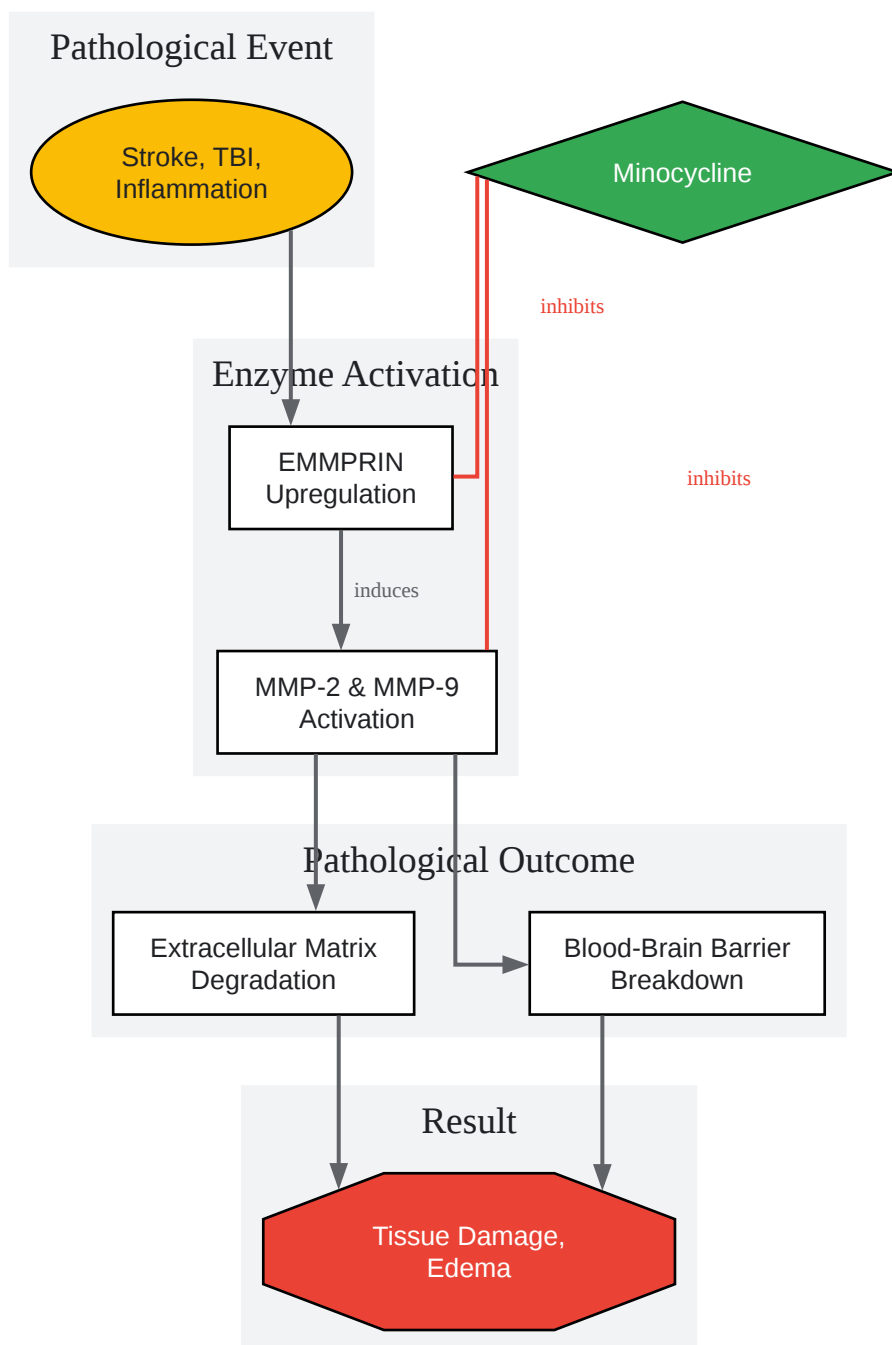 Pathological Event
Stroke, TBI,
Inflammation
Minocycline
inhibits
Enzyme Activation
EMMPRIN
Upregulation
inhibits
induces
MMP-2 & MMP-9
Activation
Pathological Outcome
Extracellular Matrix
Degradation
Blood-Brain Barrier
Breakdown
Result
Tissue Damage,
Edema